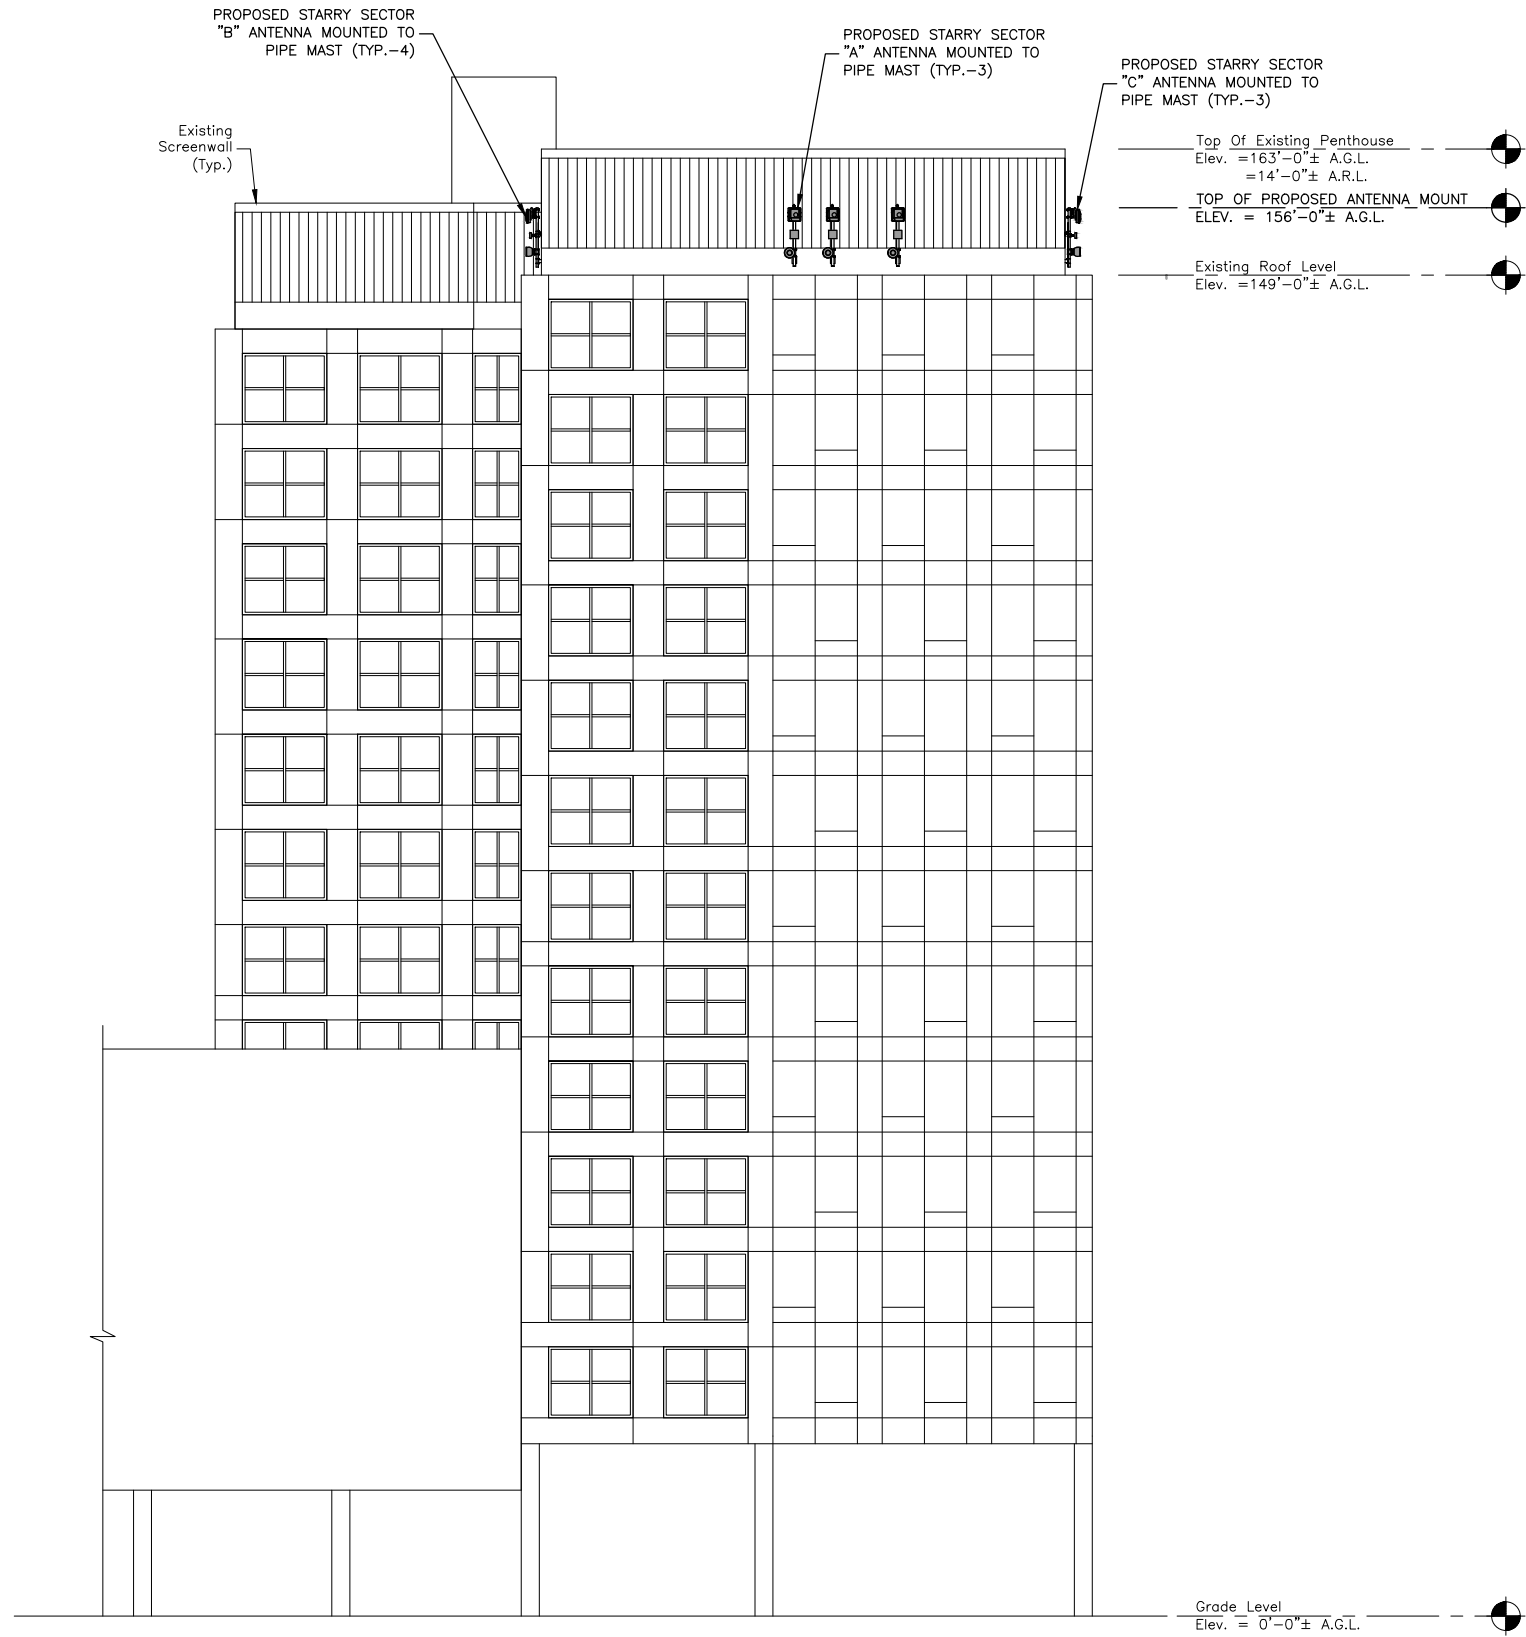 PROPOSED STARRY SECTOR
"B" ANTENNA MOUNTED TO
PIPE MAST (TYP.–4)
PROPOSED STARRY SECTOR
"A" ANTENNA MOUNTED TO
PIPE MAST (TYP.–3)
PROPOSED STARRY SECTOR
"C" ANTENNA MOUNTED TO
PIPE MAST (TYP.–3)
Existing
Screenwall
(Typ.)
Top Of Existing Penthouse
Elev. =163'–0"± A.G.L.
=14'–0"± A.R.L.
TOP OF PROPOSED ANTENNA MOUNT
ELEV. = 156'–0"± A.G.L.
Existing Roof Level
Elev. =149'–0"± A.G.L.
Grade Level
Elev. = 0'–0"± A.G.L.